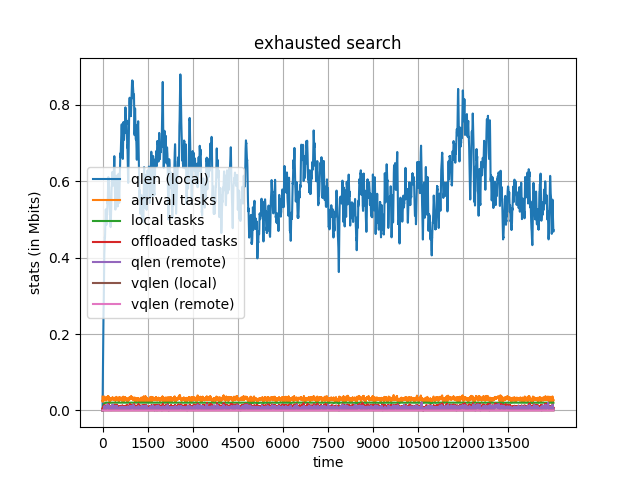 exhausted search
stats (in Mbits)
0.8
0.6
0.4
0.2
0.0
qlen (local)
arrival tasks
local tasks
offloaded tasks
qlen (remote)
vqlen (local)
vqlen (remote)
0 1500 3000 4500 6000 7500 9000 10500 12000 13500
time